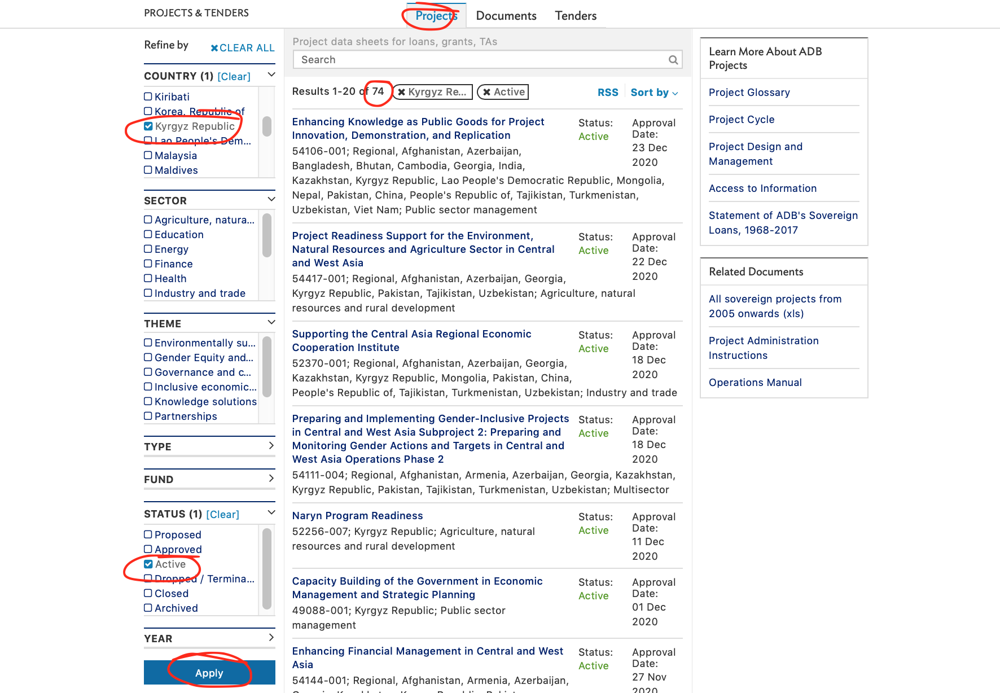 PROJECTS & TENDERS
Projects
Documents
Tenders
Refine by
CLEAR ALL
COUNTRY (1) [Clear]
Kiribati
Korea, Republic of
Kyrgyz Republic
Lao People's Dem...
Malaysia
Maldives
SECTOR
Agriculture, natura...
Education
Energy
Finance
Health
Industry and trade
THEME
Environmentally su...
Gender Equity and...
Governance and c...
Inclusive economic...
Knowledge solutions
Partnerships
TYPE
FUND
STATUS (1) [Clear]
Proposed
Approved
Active
Dropped / Termina...
Closed
Archived
YEAR
Apply
Project data sheets for loans, grants, TAs
Search
Results 1-20 of 74
Kyrgyz Re...
Active
RSS
Sort by
Enhancing Knowledge as Public Goods for Project
Innovation, Demonstration, and Replication
54106-001; Regional, Afghanistan, Azerbaijan,
Bangladesh, Bhutan, Cambodia, Georgia, India,
Kazakhstan, Kyrgyz Republic, Lao People's Democratic Republic, Mongolia,
Nepal, Pakistan, China, People's Republic of, Tajikistan, Turkmenistan,
Uzbekistan, Viet Nam; Public sector management
Status:
Active
Approval
Date:
23 Dec
2020
Project Readiness Support for the Environment,
Natural Resources and Agriculture Sector in Central
and West Asia
54417-001; Regional, Afghanistan, Azerbaijan, Georgia,
Kyrgyz Republic, Pakistan, Tajikistan, Uzbekistan; Agriculture, natural
resources and rural development
Status:
Active
Approval
Date:
22 Dec
2020
Supporting the Central Asia Regional Economic
Cooperation Institute
52370-001; Regional, Afghanistan, Azerbaijan, Georgia,
Kazakhstan, Kyrgyz Republic, Mongolia, Pakistan, China,
People's Republic of, Tajikistan, Turkmenistan, Uzbekistan; Industry and trade
Status:
Active
Approval
Date:
18 Dec
2020
Preparing and Implementing Gender-Inclusive Projects
in Central and West Asia Subproject 2: Preparing and
Monitoring Gender Actions and Targets in Central and
West Asia Operations Phase 2
54111-004; Regional, Afghanistan, Armenia, Azerbaijan, Georgia, Kazakhstan,
Kyrgyz Republic, Pakistan, Tajikistan, Turkmenistan, Uzbekistan; Multisector
Status:
Active
Approval
Date:
18 Dec
2020
Naryn Program Readiness
52256-007; Kyrgyz Republic; Agriculture, natural
resources and rural development
Status:
Active
Approval
Date:
11 Dec
2020
Capacity Building of the Government in Economic
Management and Strategic Planning
49088-001; Kyrgyz Republic; Public sector
management
Status:
Active
Approval
Date:
01 Dec
2020
Enhancing Financial Management in Central and West
Asia
54144-001; Regional, Afghanistan, Armenia, Azerbaijan,
Status:
Active
Approval
Date:
27 Nov
2020
Learn More About ADB
Projects
Project Glossary
Project Cycle
Project Design and
Management
Access to Information
Statement of ADB's Sovereign
Loans, 1968-2017
Related Documents
All sovereign projects from
2005 onwards (xls)
Project Administration
Instructions
Operations Manual